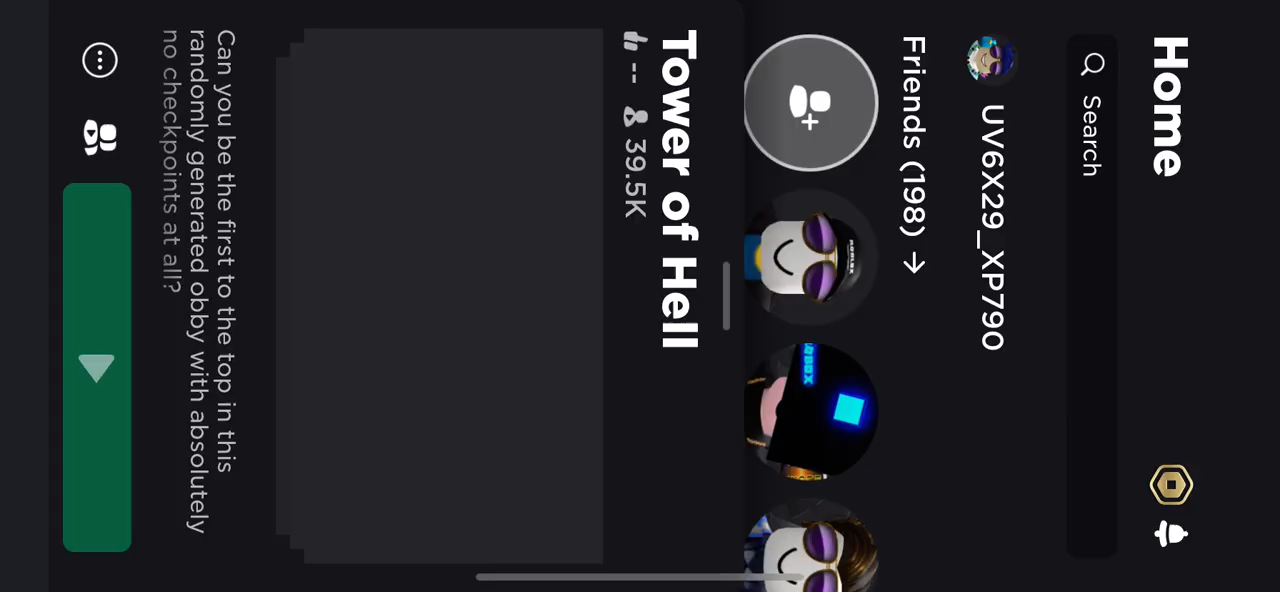 Home
Search
UV6X29_XP790
Friends (198) →
ROBLOX
Tower of Hell
-- 39.5K
Can you be the first to the top in this
randomly generated obby with absolutely
no checkpoints at all?